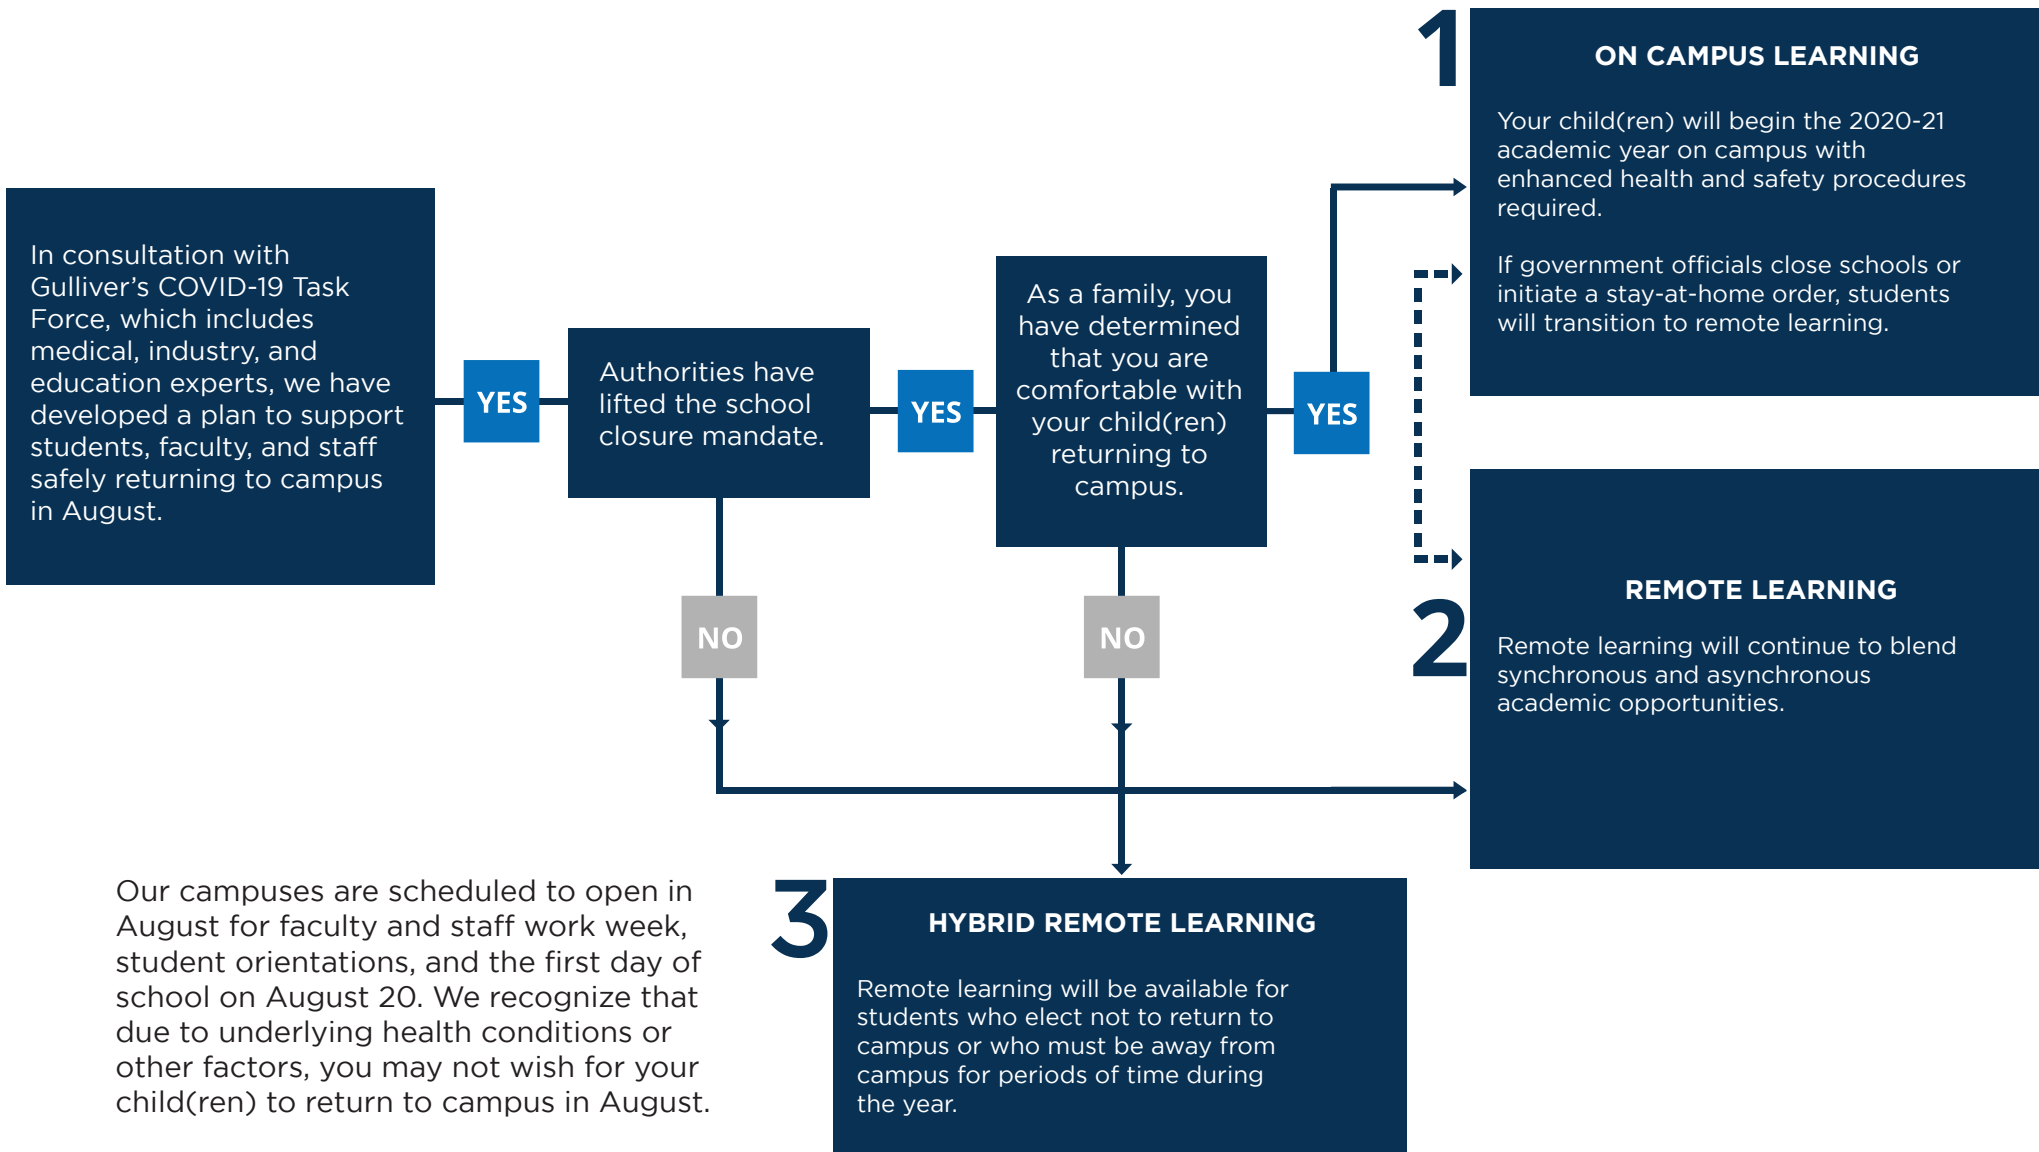 In consultation with
Gulliver’s COVID-19 Task
Force, which includes
medical, industry, and
education experts, we have
developed a plan to support
students, faculty, and staff
safely returning to campus
in August.
YES
Authorities have
lifted the school
closure mandate.
YES
NO
As a family, you
have determined
that you are
comfortable with
your child(ren)
returning to
campus.
YES
NO
1
ON CAMPUS LEARNING
Your child(ren) will begin the 2020-21
academic year on campus with
enhanced health and safety procedures
required.
If government officials close schools or
initiate a stay-at-home order, students
will transition to remote learning.
2
REMOTE LEARNING
Remote learning will continue to blend
synchronous and asynchronous
academic opportunities.
3
HYBRID REMOTE LEARNING
Remote learning will be available for
students who elect not to return to
campus or who must be away from
campus for periods of time during
the year.
Our campuses are scheduled to open in
August for faculty and staff work week,
student orientations, and the first day of
school on August 20. We recognize that
due to underlying health conditions or
other factors, you may not wish for your
child(ren) to return to campus in August.